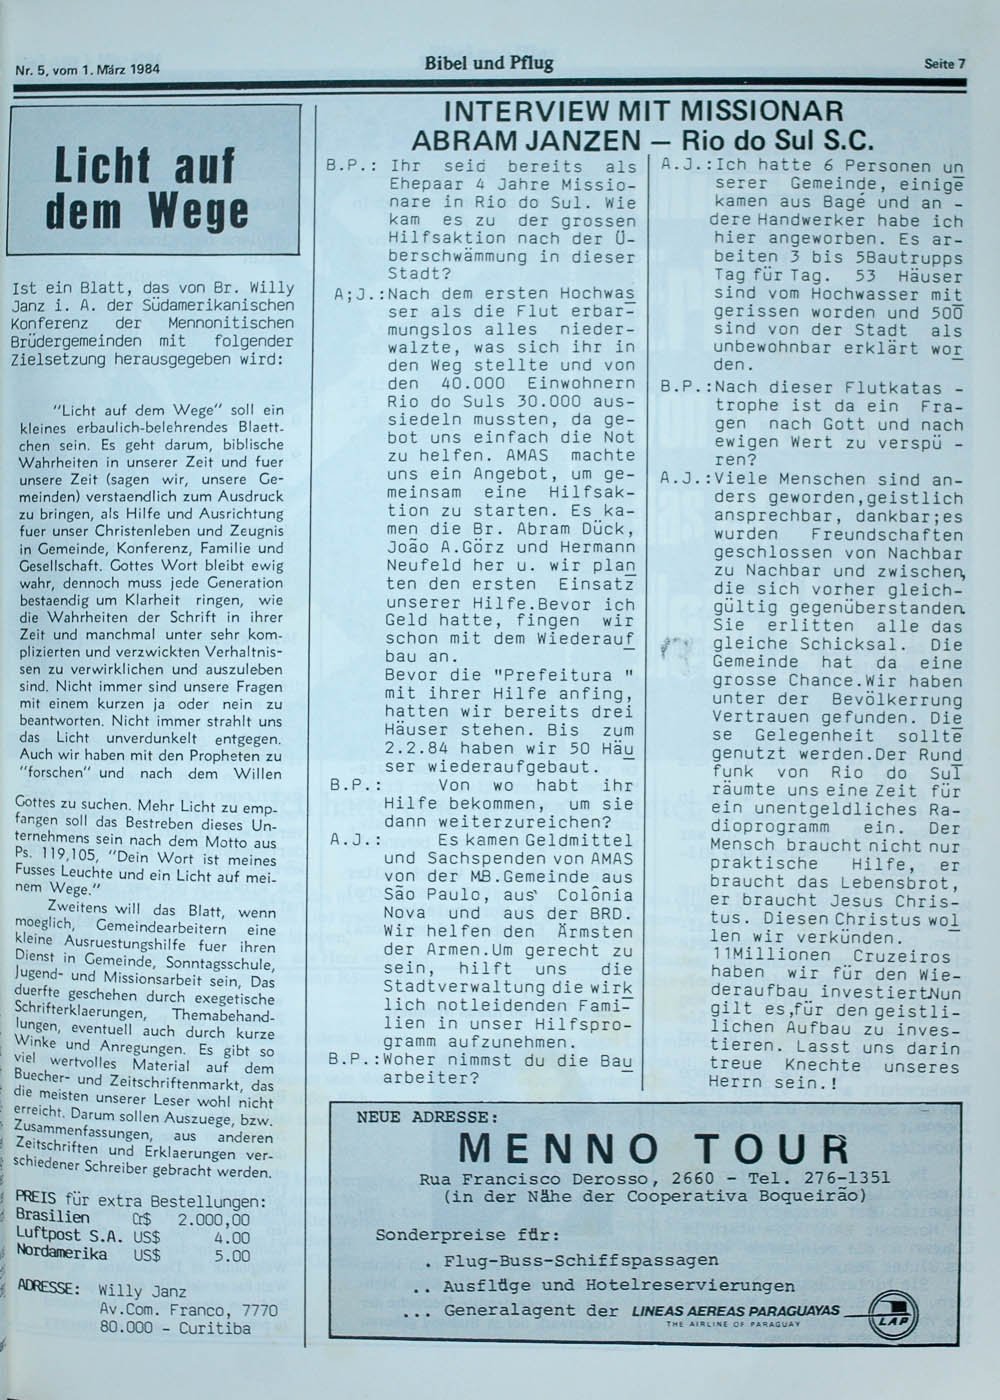 Nr. 5, vom 1. März 1984
Bibel und Pflug
Seite 7
Licht auf
dem Wege
Ist ein Blatt, das von Br. Willy
Janz i. A. der Südamerikanischen
Konferenz der Mennonitischen
Brüdergemeinden mit folgender
Zielsetzung herausgegeben wird:
"Licht auf dem Wege" soll ein
kleines erbaulich-belehrendes Blaett-
chen sein. Es geht darum, biblische
Wahrheiten in unserer Zeit und fuer
unsere Zeit (sagen wir, unsere Ge-
meinden) verstaendlich zum Ausdruck
zu bringen, als Hilfe und Ausrichtung
fuer unser Christenleben und Zeugnis
in Gemeinde, Konferenz, Familie und
Gesellschaft. Gottes Wort bleibt ewig
wahr, dennoch muss jede Generation
bestaendig um Klarheit ringen, wie
die Wahrheiten der Schrift in ihrer
Zeit und manchmal unter sehr kom-
plizierten und verzwickten Verhaltnis-
sen zu verwirklichen und auszuleben
sind. Nicht immer sind unsere Fragen
mit einem kurzen ja oder nein zu
beantworten. Nicht immer strahlt uns
das Licht unverdunkelt entgegen.
Auch wir haben mit den Propheten zu
"forschen" und nach dem Willen
Gottes zu suchen. Mehr Licht zu emp-
fangen soll das Bestreben dieses Un-
ternehmens sein nach dem Motto aus
Ps. 119,105, "Dein Wort ist meines
Fusses Leuchte und ein Licht auf mei-
nem Wege."
Zweitens will das Blatt, wenn
moeglich, Gemeindearbeitern eine
kleine Ausruestungshilfe fuer ihren
Dienst in Gemeinde, Sonntagsschule,
Jugend- und Missionsarbeit sein, Das
duerfte geschehen durch exegetische
Schrifterklaerungen, Themabehand-
lungen, eventuell auch durch kurze
Winke und Anregungen. Es gibt so
viel wertvolles Material auf dem
Buecher- und Zeitschriftenmarkt, das
die meisten unserer Leser wohl nicht
erreicht. Darum sollen Auszuege, bzw.
Zusammenfassungen, aus anderen
Zeitschriften und Erklaerungen ver-
schiedener Schreiber gebracht werden.
PREIS für extra Bestellungen:
Brasilien Cr$ 2.000,00
Luftpost S.A. US$ 4.00
Nordamerika US$ 5.00
ADRESSE: Willy Janz
Av.Com. Franco, 7770
80.000 - Curitiba
INTERVIEW MIT MISSIONAR
ABRAM JANZEN — Rio do Sul S.C.
B.P.: Ihr seid bereits als
Ehepaar 4 Jahre Missio-
nare in Rio do Sul. Wie
kam es zu der grossen
Hilfsaktion nach der Ü-
berschwämmung in dieser
Stadt?
A;J.:Nach dem ersten Hochwas
ser als die Flut erbar-
mungslos alles nieder-
walzte, was sich ihr in
den Weg stellte und von
den 40.000 Einwohnern
Rio do Suls 30.000 aus-
siedeln mussten, da ge-
bot uns einfach die Not
zu helfen. AMAS machte
uns ein Angebot, um ge-
meinsam eine Hilfsak-
tion zu starten. Es ka-
men die Br. Abram Dück,
João A.Görz und Hermann
Neufeld her u. wir plan
ten den ersten Einsatz
unserer Hilfe.Bevor ich
Geld hatte, fingen wir
schon mit dem Wiederauf
bau an.
Bevor die "Prefeitura "
mit ihrer Hilfe anfing,
hatten wir bereits drei
Häuser stehen. Bis zum
2.2.84 haben wir 50 Häu
ser wiederaufgebaut.
B.P.: Von wo habt ihr
Hilfe bekommen, um sie
dann weiterzureichen?
A.J.: Es kamen Geldmittel
und Sachspenden von AMAS
von der MB.Gemeinde aus
São Paulo, aus Colônia
Nova und aus der BRD.
Wir helfen den Ärmsten
der Armen.Um gerecht zu
sein, hilft uns die
Stadtverwaltung die wirk
lich notleidenden Fami-
lien in unser Hilfspro-
gramm aufzunehmen.
B.P.:Woher nimmst du die Bau
arbeiter?
A.J.:Ich hatte 6 Personen un
serer Gemeinde, einige
kamen aus Bagé und an -
dere Handwerker habe ich
hier angeworben. Es ar-
beiten 3 bis 5Bautrupps
Tag für Tag. 53 Häuser
sind vom Hochwasser mit
gerissen worden und 500
sind von der Stadt als
unbewohnbar erklärt wor
den.
B.P.:Nach dieser Flutkatas -
trophe ist da ein Fra-
gen nach Gott und nach
ewigen Wert zu verspü -
ren?
A.J.:Viele Menschen sind an-
ders geworden,geistlich
ansprechbar, dankbar;es
wurden Freundschaften
geschlossen von Nachbar
zu Nachbar und zwischen,
die sich vorher gleich-
gültig gegenüberstanden.
Sie erlitten alle das
gleiche Schicksal. Die
Gemeinde hat da eine
grosse Chance.Wir haben
unter der Bevölkerrung
Vertrauen gefunden. Die
se Gelegenheit sollte
genutzt werden.Der Rund
funk von Rio do Sul
räumte uns eine Zeit für
ein unentgeldliches Ra-
dioprogramm ein. Der
Mensch braucht nicht nur
praktische Hilfe, er
braucht das Lebensbrot,
er braucht Jesus Chris-
tus. Diesen Christus wol
len wir verkünden.
11Millionen Cruzeiros
haben wir für den Wie-
deraufbau investiert.Nun
gilt es,für den geistli-
lichen Aufbau zu inves-
tieren. Lasst uns darin
treue Knechte unseres
Herrn sein.!
NEUE ADRESSE:
MENNO TOUR
Rua Francisco Derosso, 2660 - Tel. 276-1351
(in der Nähe der Cooperativa Boqueirão)
Sonderpreise für:
. Flug-Buss-Schiffspassagen
.. Ausflüge und Hotelreservierungen
... Generalagent der LINEAS AEREAS PARAGUAYAS
THE AIRLINE OF PARAGUAY
LAP